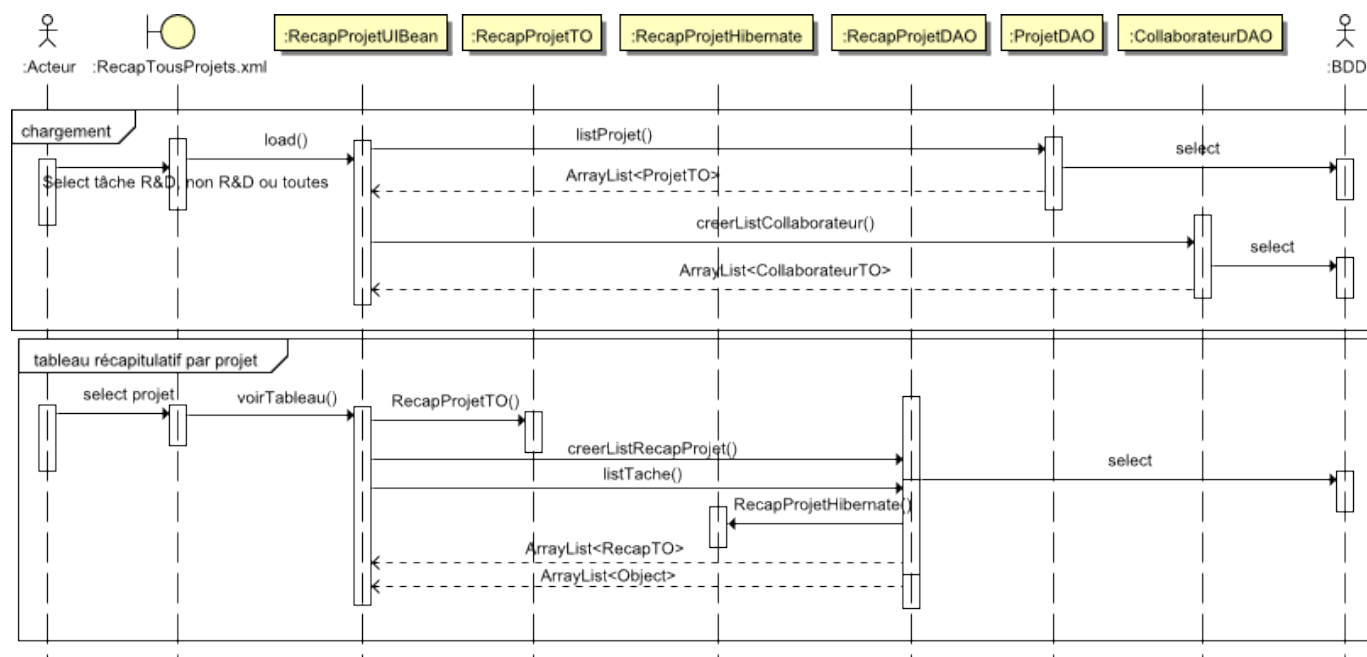 :RecapProjetUIBean :RecapProjetTO :RecapProjetHibernate :RecapProjetDAO :ProjetDAO :CollaborateurDAO
:Acteur :RecapTousProjets.xml :BDD
chargement
load()
listProjet()
select
Select tâche R&D, non R&D ou toutes
ArrayList<ProjetTO>
creerListCollaborateur()
select
ArrayList<CollaborateurTO>
tableau récapitulatif par projet
select projet
voirTableau()
RecapProjetTO()
creerListRecapProjet()
select
listTache()
RecapProjetHibernate()
ArrayList<RecapTO>
ArrayList<Object>